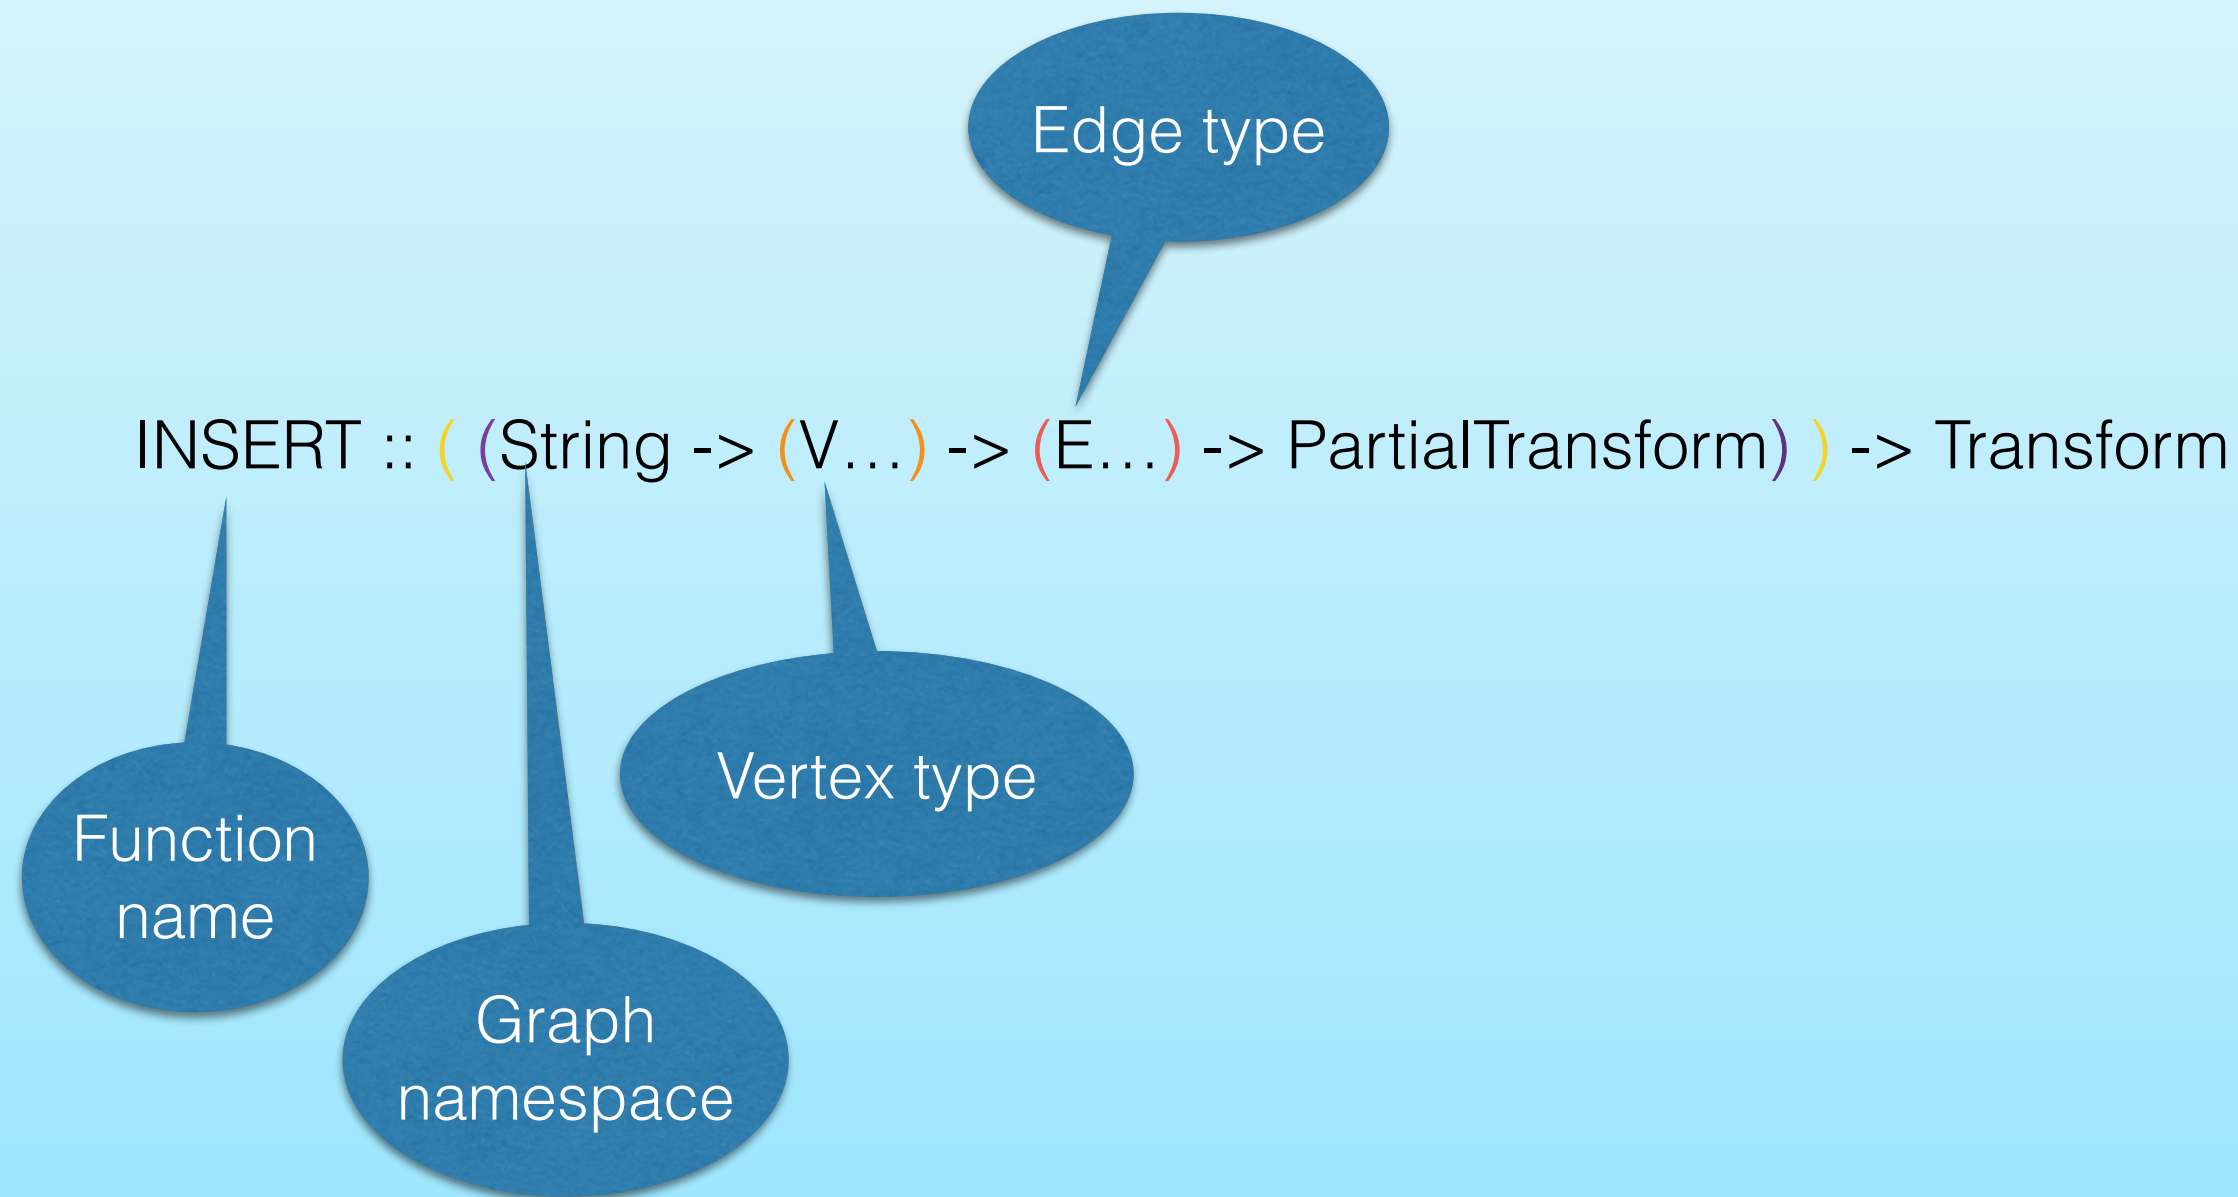 Edge type
INSERT :: ( (String -> (V…) -> (E…) -> PartialTransform) ) -> Transform
Vertex type
Function
name
Graph
namespace